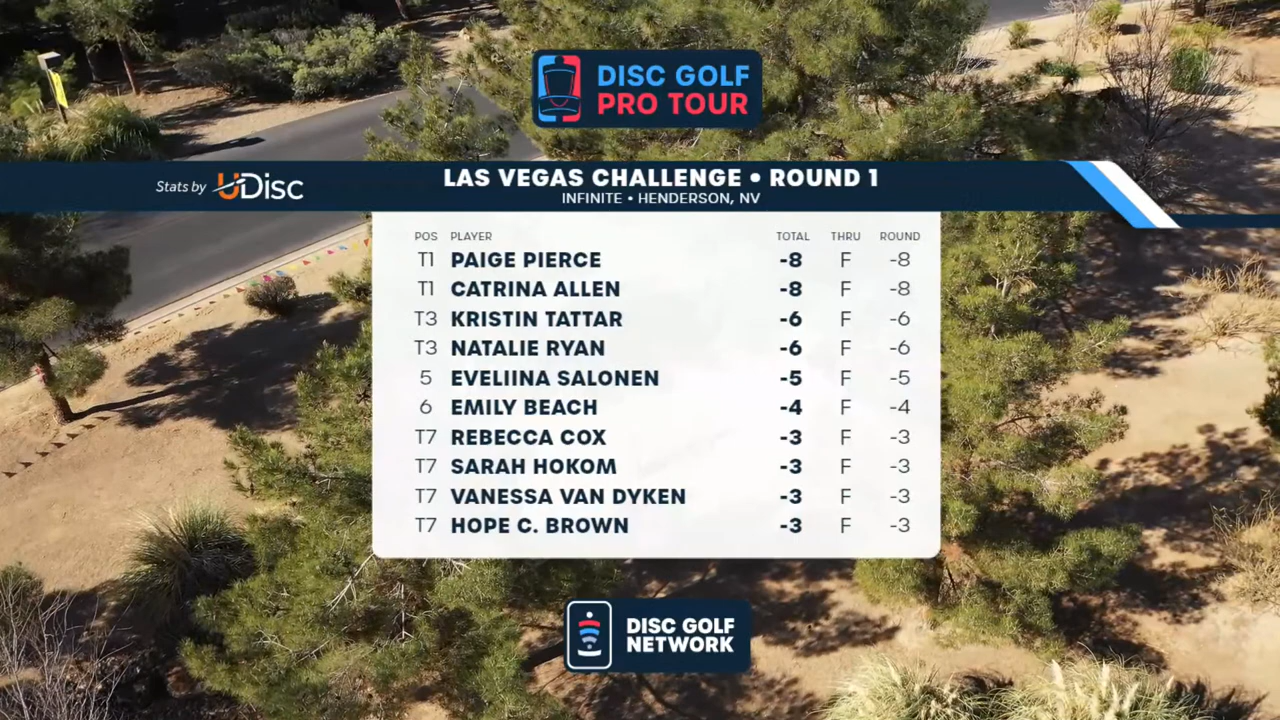 DISC GOLF
PRO TOUR
Stats by UDisc
LAS VEGAS CHALLENGE • ROUND 1
INFINITE • HENDERSON, NV
POS PLAYER TOTAL THRU ROUND
T1 PAIGE PIERCE -8 F -8
T1 CATRINA ALLEN -8 F -8
T3 KRISTIN TATTAR -6 F -6
T3 NATALIE RYAN -6 F -6
5 EVELIINA SALONEN -5 F -5
6 EMILY BEACH -4 F -4
T7 REBECCA COX -3 F -3
T7 SARAH HOKOM -3 F -3
T7 VANESSA VAN DYKEN -3 F -3
T7 HOPE C. BROWN -3 F -3
DISC GOLF
NETWORK